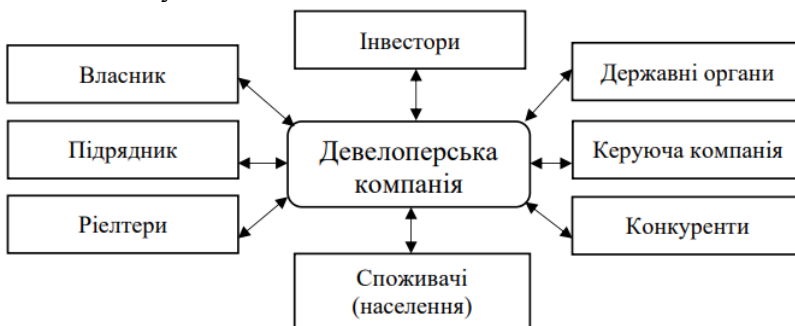 Інвестори
Власник
Державні органи
Підрядник
Девелоперська
компанія
Керуюча компанія
Ріелтери
Конкуренти
Споживачі
(населення)